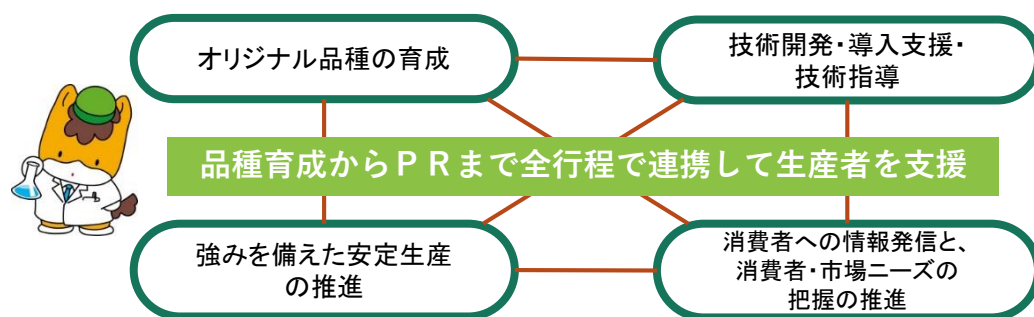 オリジナル品種の育成
技術開発・導入支援・
技術指導
品種育成からＰＲまで全行程で連携して生産者を支援
強みを備えた安定生産
の推進
消費者への情報発信と、
消費者・市場ニーズの
把握の推進